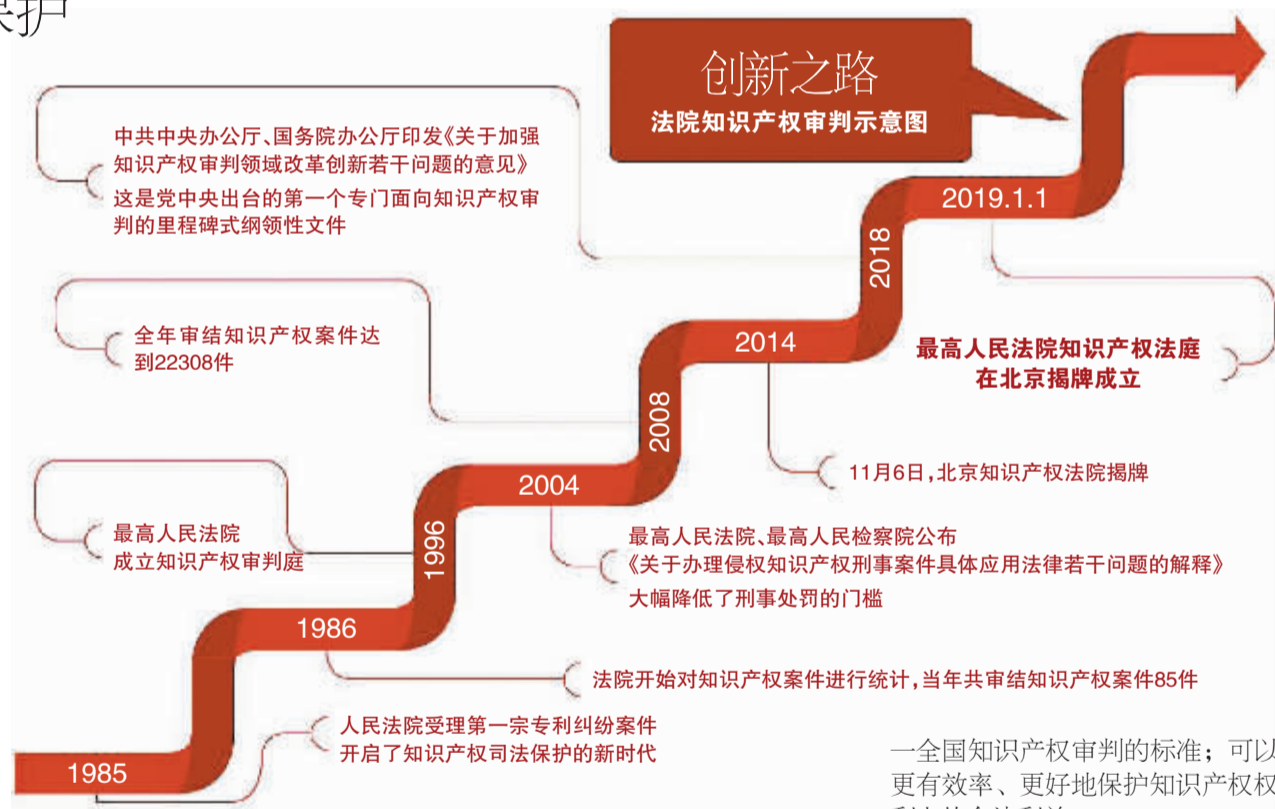 保护
创新之路
法院知识产权审判示意图
中共中央办公厅、国务院办公厅印发《关于加强
知识产权审判领域改革创新若干问题的意见》
这是党中央出台的第一个专门面向知识产权审
判的里程碑式纲领性文件
2019.1.1
2018
最高人民法院知识产权法庭
在北京揭牌成立
全年审结知识产权案件达
到22308件
2014
2008
11月6日,北京知识产权法院揭牌
2004
最高人民法院
成立知识产权审判庭
1996
最高人民法院、最高人民检察院公布
《关于办理侵权知识产权刑事案件具体应用法律若干问题的解释》
大幅降低了刑事处罚的门槛
1986
法院开始对知识产权案件进行统计,当年共审结知识产权案件85件
人民法院受理第一宗专利纠纷案件
开启了知识产权司法保护的新时代
1985
一全国知识产权审判的标准；可以
更有效率、更好地保护知识产权权